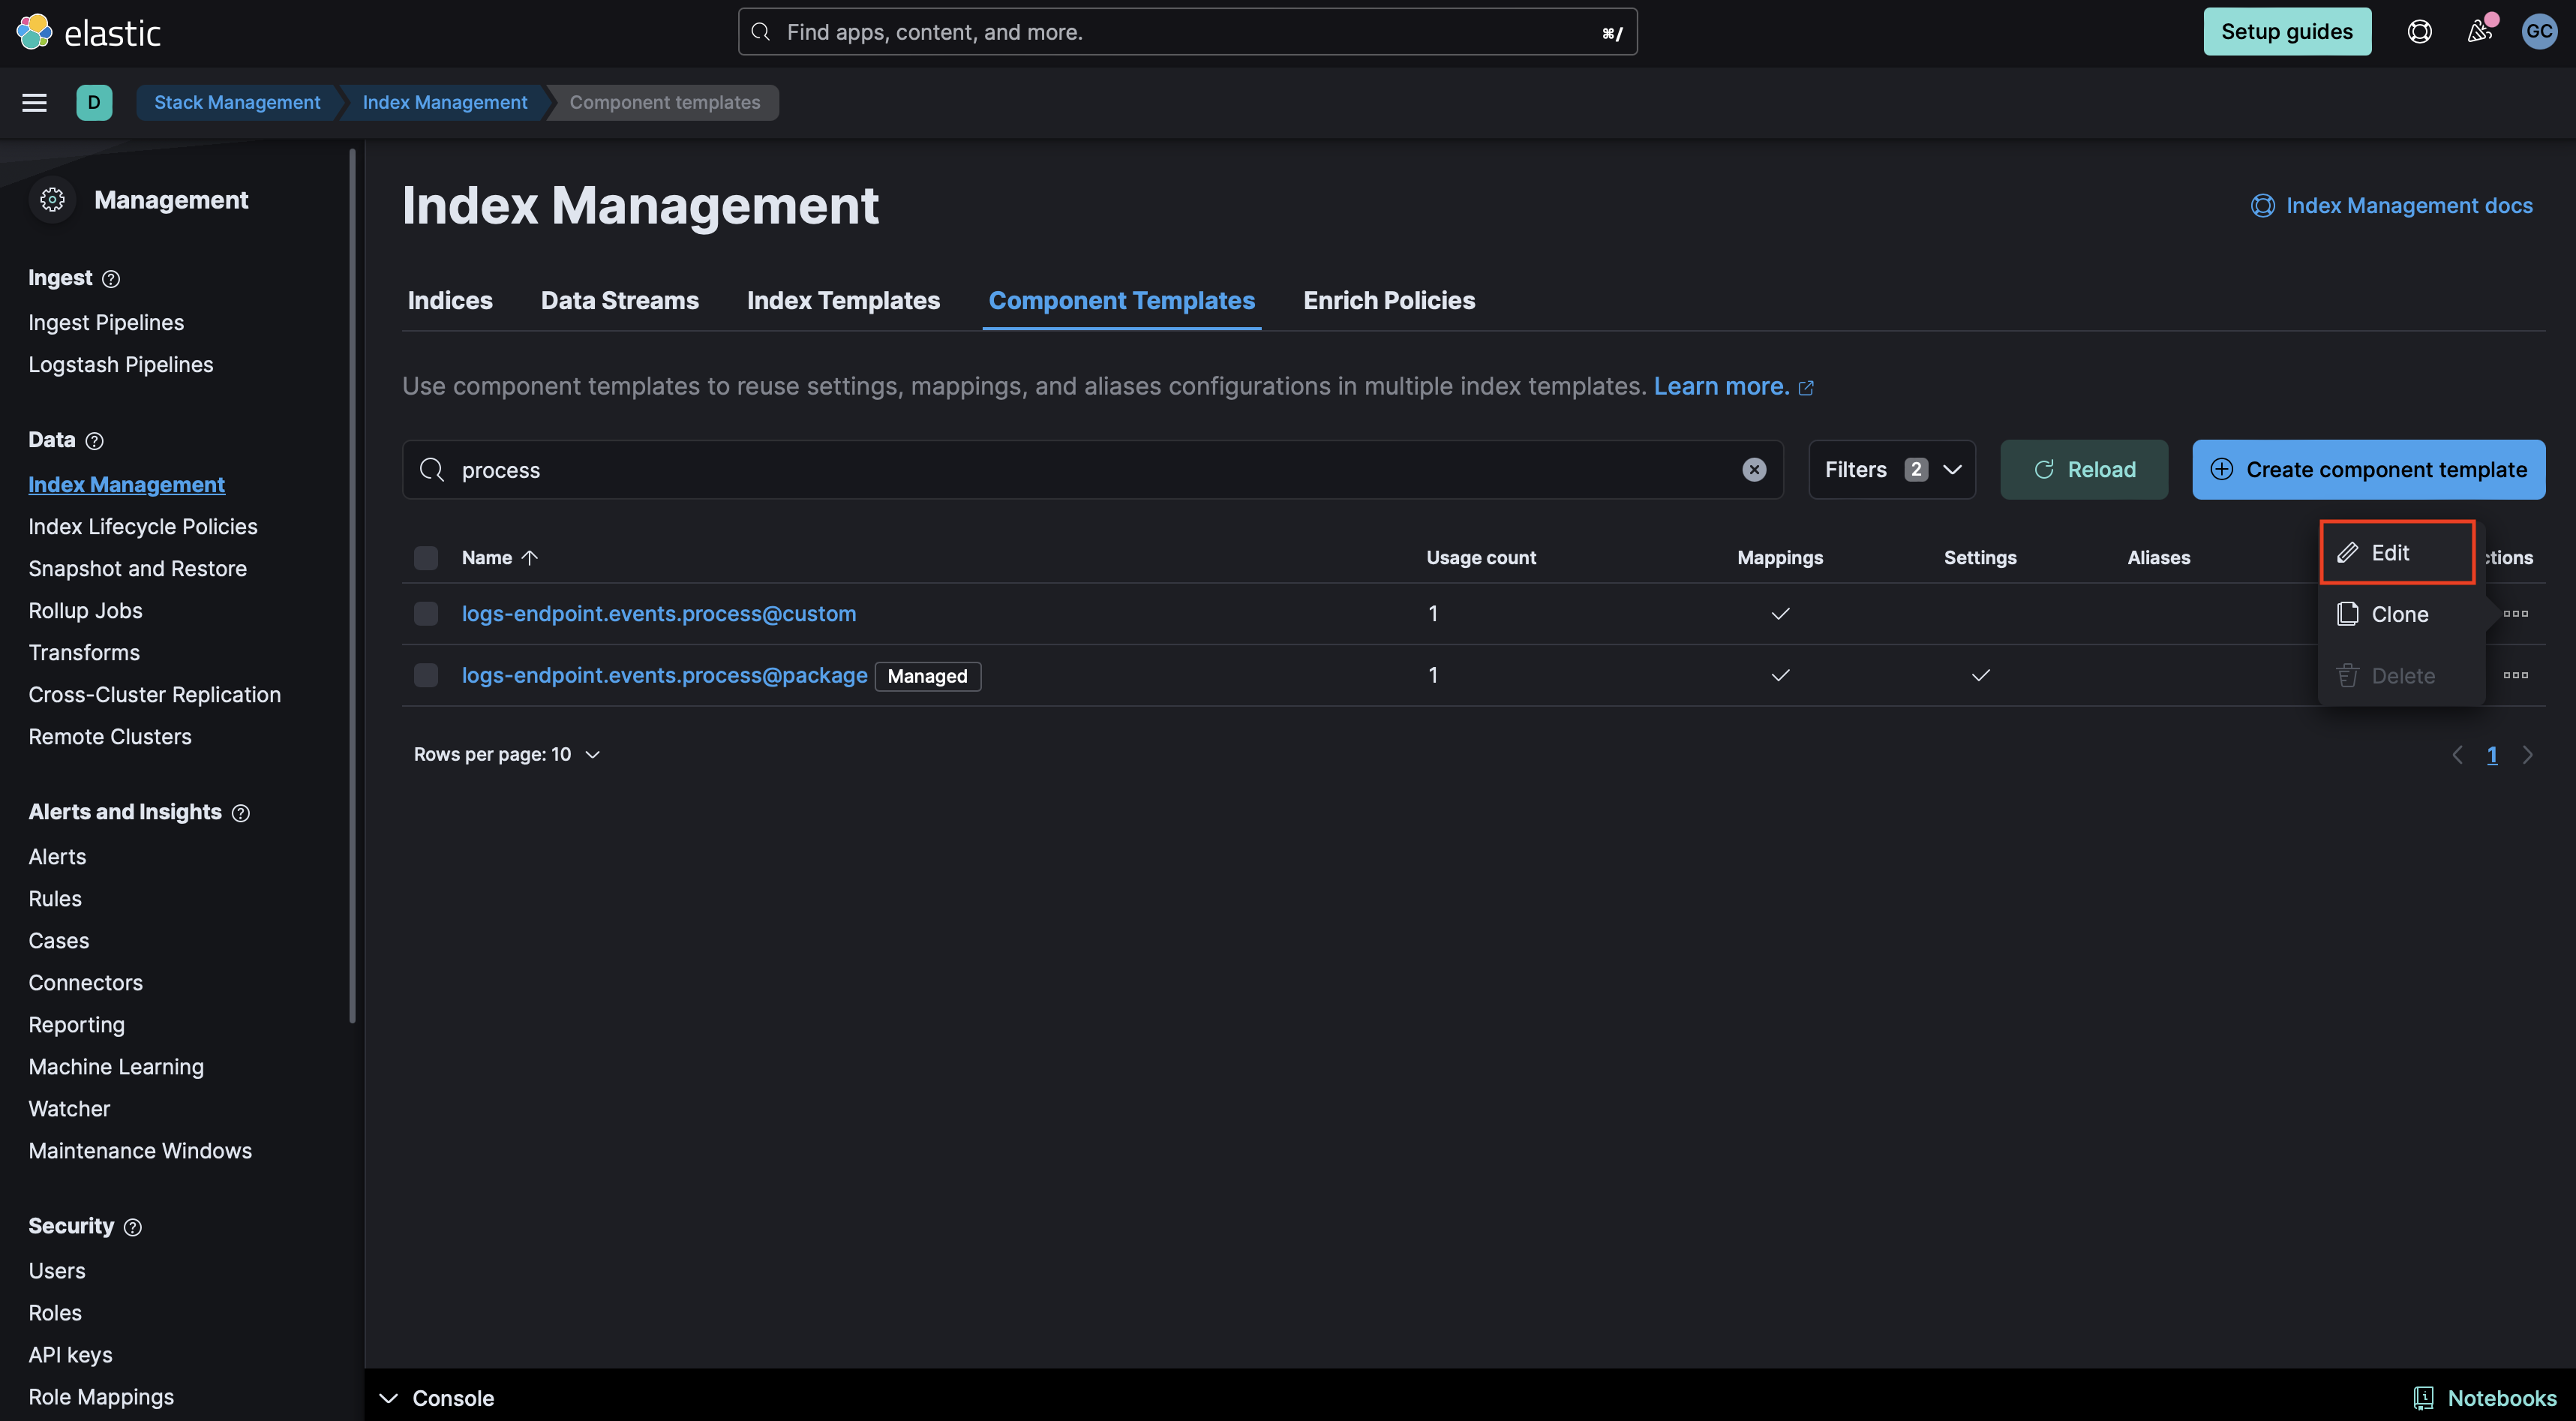 elastic
Find apps, content, and more.
⌘/
Setup guides
GC
D
Stack Management
Index Management
Component templates
Management
Ingest
Ingest Pipelines
Logstash Pipelines
Data
Index Management
Index Lifecycle Policies
Snapshot and Restore
Rollup Jobs
Transforms
Cross-Cluster Replication
Remote Clusters
Alerts and Insights
Alerts
Rules
Cases
Connectors
Reporting
Machine Learning
Watcher
Maintenance Windows
Security
Users
Roles
API keys
Role Mappings
Index Management
Index Management docs
Indices
Data Streams
Index Templates
Component Templates
Enrich Policies
Use component templates to reuse settings, mappings, and aliases configurations in multiple index templates. Learn more.
process
Filters 2
Reload
Create component template
Name
Usage count
Mappings
Settings
Aliases
ctions
logs-endpoint.events.process@custom
1
logs-endpoint.events.process@package
Managed
1
Edit
Clone
Delete
Rows per page: 10
1
Console
Notebooks